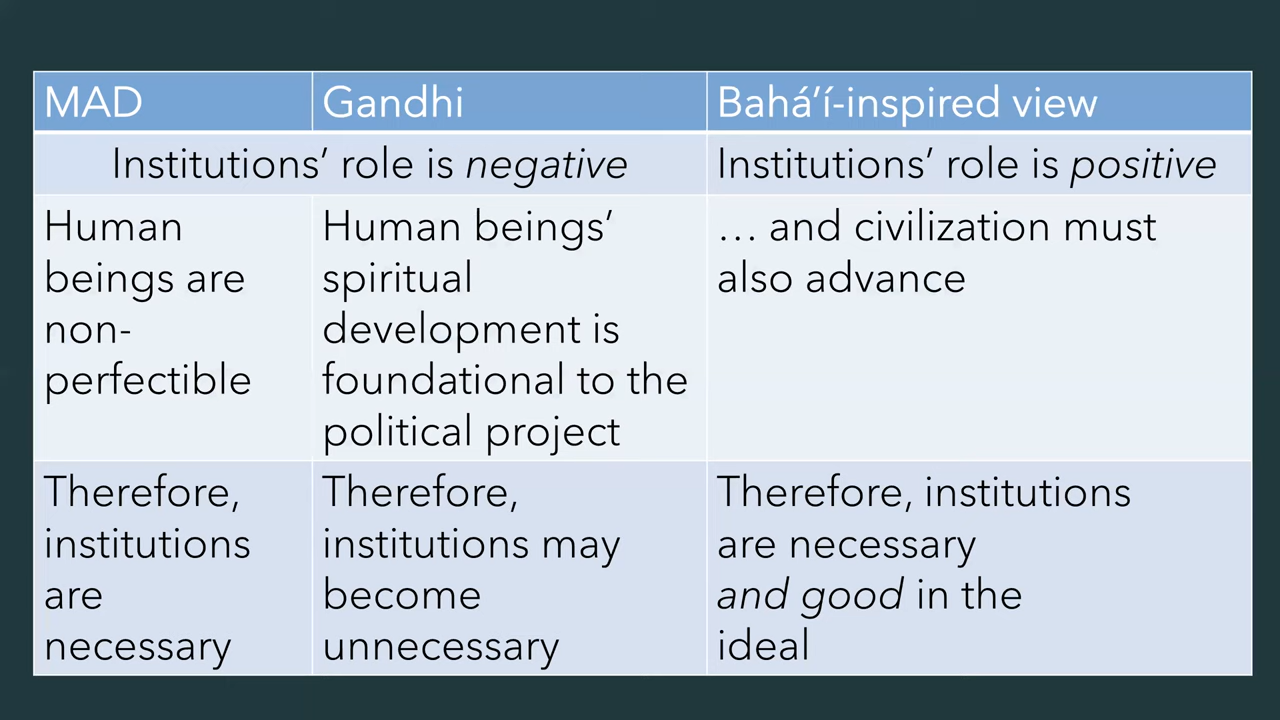 MAD
Gandhi
Bahá’í-inspired view
Institutions’ role is negative
Institutions’ role is positive
Human
beings are
non-
perfectible
Human beings’
spiritual
development is
foundational to the
political project
… and civilization must
also advance
Therefore,
institutions
are
necessary
Therefore,
institutions may
become
unnecessary
Therefore, institutions
are necessary
and good in the
ideal